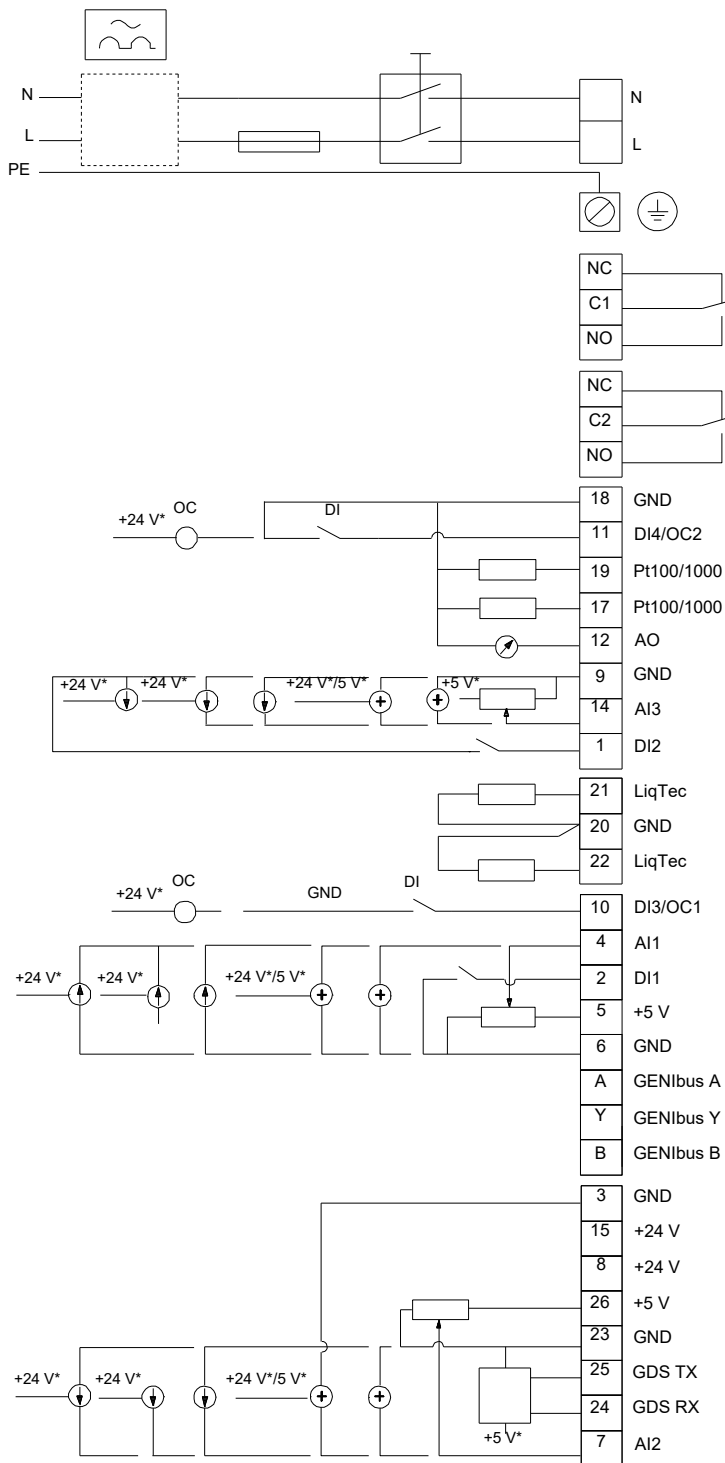 N N
L L
PE
NC
C1
NO
NC
C2
NO
18 GND
+24 V* OC DI 11 DI4/OC2
19 Pt100/1000
17 Pt100/1000
12 AO
9 GND
+24 V* +24 V* +24 V*/5 V* +5 V*
14 AI3
1 DI2
21 LiqTec
20 GND
22 LiqTec
+24 V* OC GND DI 10 DI3/OC1
4 AI1
+24 V* +24 V* +24 V*/5 V* 2 DI1
5 +5 V
6 GND
A GENIbus A
Y GENIbus Y
B GENIbus B
3 GND
15 +24 V
8 +24 V
26 +5 V
23 GND
+24 V* +24 V* +24 V*/5 V* 25 GDS TX
24 GDS RX
+5 V* 7 AI2